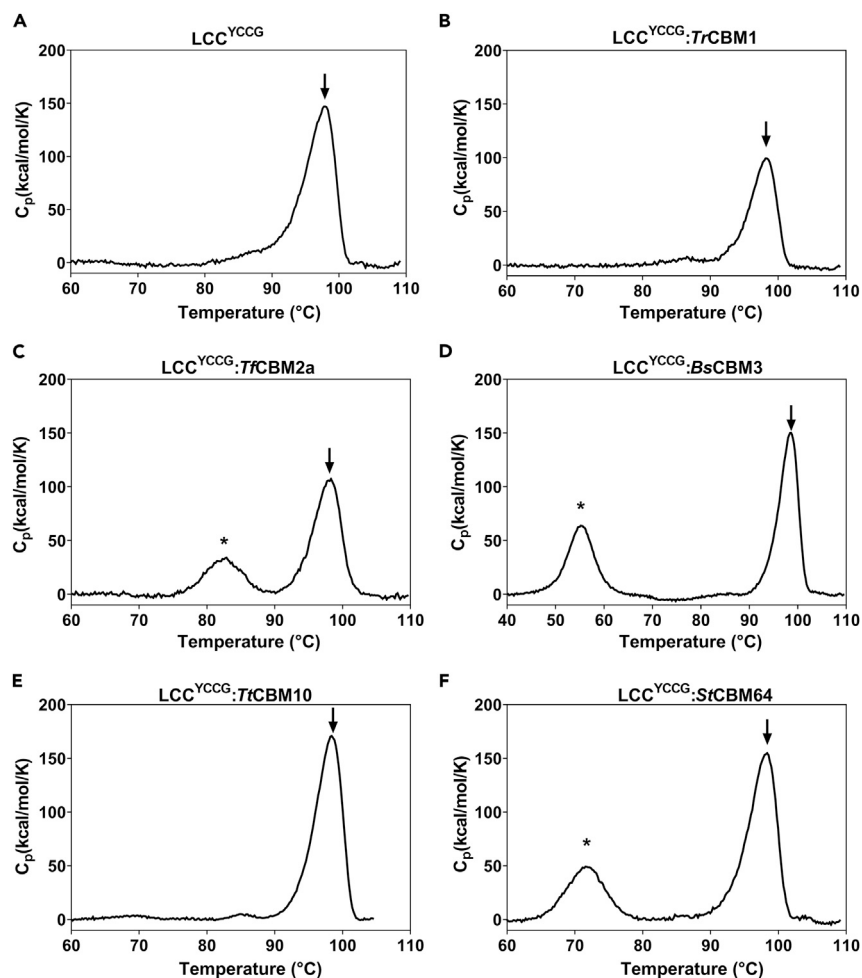 A
LCC^YCCG
200
150
100
50
0
Cp(kcal/mol/K)
60 70 80 90 100 110
Temperature (°C)
B
LCC^YCCG:TrCBM1
200
150
100
50
0
Cp(kcal/mol/K)
60 70 80 90 100 110
Temperature (°C)
C
LCC^YCCG:TfCBM2a
200
150
100
50
0
Cp(kcal/mol/K)
*
60 70 80 90 100 110
Temperature (°C)
D
LCC^YCCG:BsCBM3
200
150
100
50
0
Cp(kcal/mol/K)
*
40 50 60 70 80 90 100 110
Temperature (°C)
E
LCC^YCCG:TtCBM10
200
150
100
50
0
Cp(kcal/mol/K)
60 70 80 90 100 110
Temperature (°C)
F
LCC^YCCG:StCBM64
200
150
100
50
0
Cp(kcal/mol/K)
*
60 70 80 90 100 110
Temperature (°C)